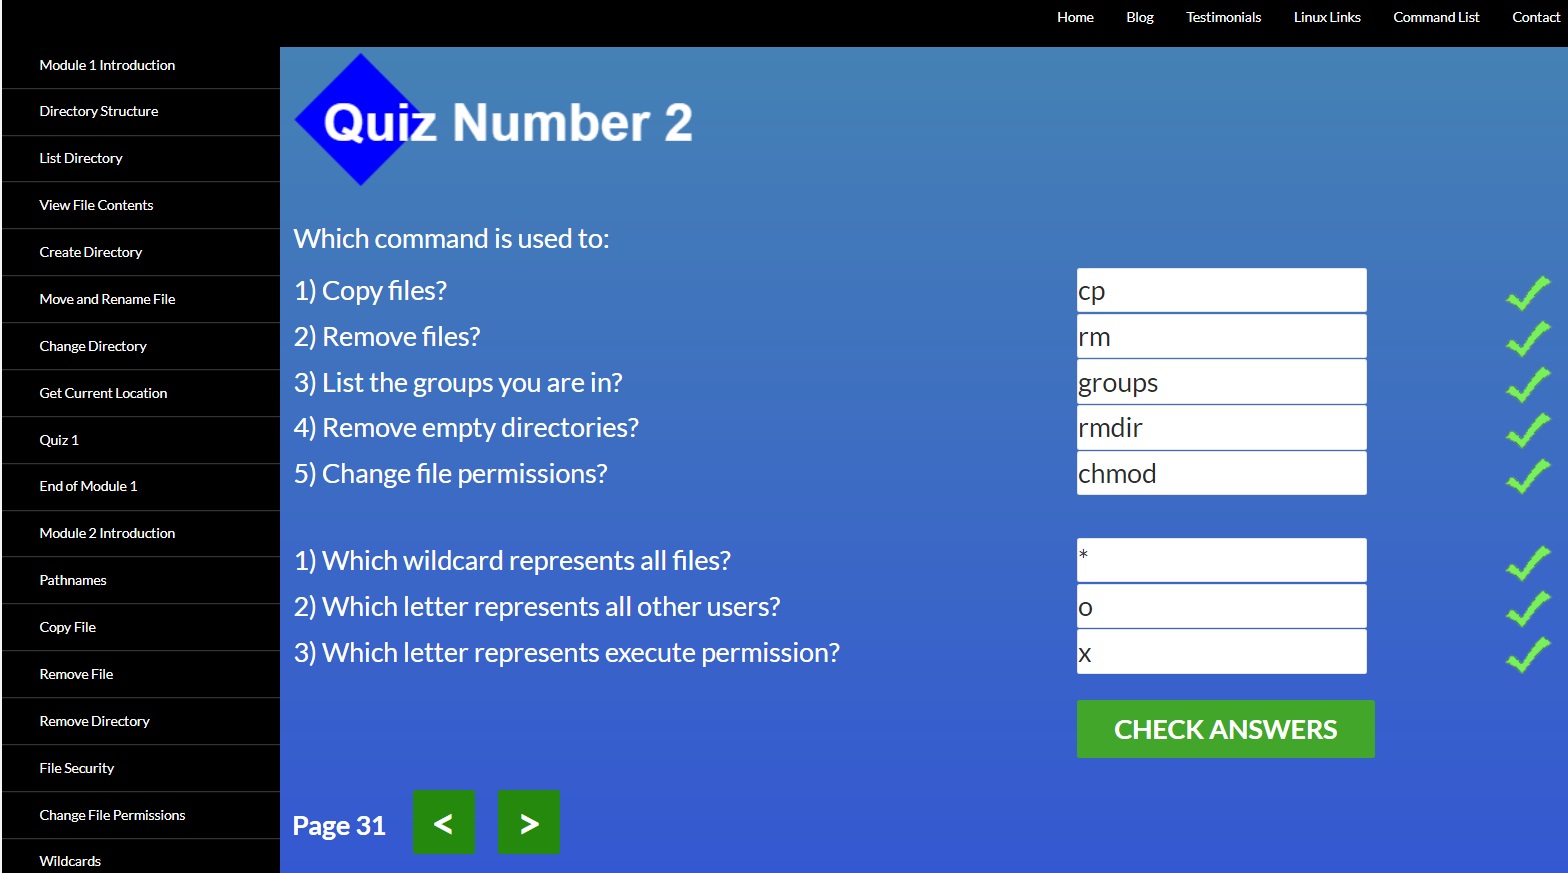 Home Blog Testimonials Linux Links Command List Contact
Module 1 Introduction
Directory Structure
List Directory
View File Contents
Create Directory
Move and Rename File
Change Directory
Get Current Location
Quiz 1
End of Module 1
Module 2 Introduction
Pathnames
Copy File
Remove File
Remove Directory
File Security
Change File Permissions
Wildcards
Quiz Number 2
Which command is used to:
1) Copy files? cp
2) Remove files? rm
3) List the groups you are in? groups
4) Remove empty directories? rmdir
5) Change file permissions? chmod
1) Which wildcard represents all files? *
2) Which letter represents all other users? o
3) Which letter represents execute permission? x
CHECK ANSWERS
Page 31 < >